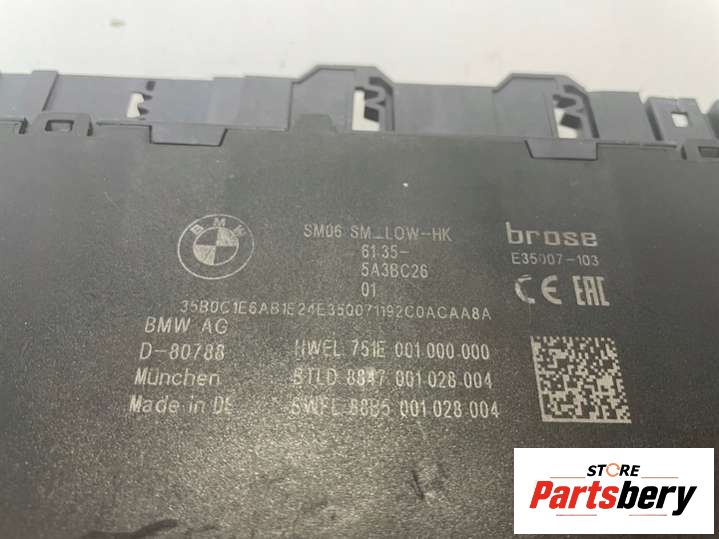 BMW
SM06 SM_LOW-HK
6135-
5A3BC26
01
brose
E35007-103
CE EAC
35B0C1E6AB1E24E350071192C0ACAA8A
BMW AG
D-80788
München
Made in DE
HWEL 751E 001.000.000
BTLD 8847 001.028.004
SWFL 88B5 001.028.004
STORE
Partsbery